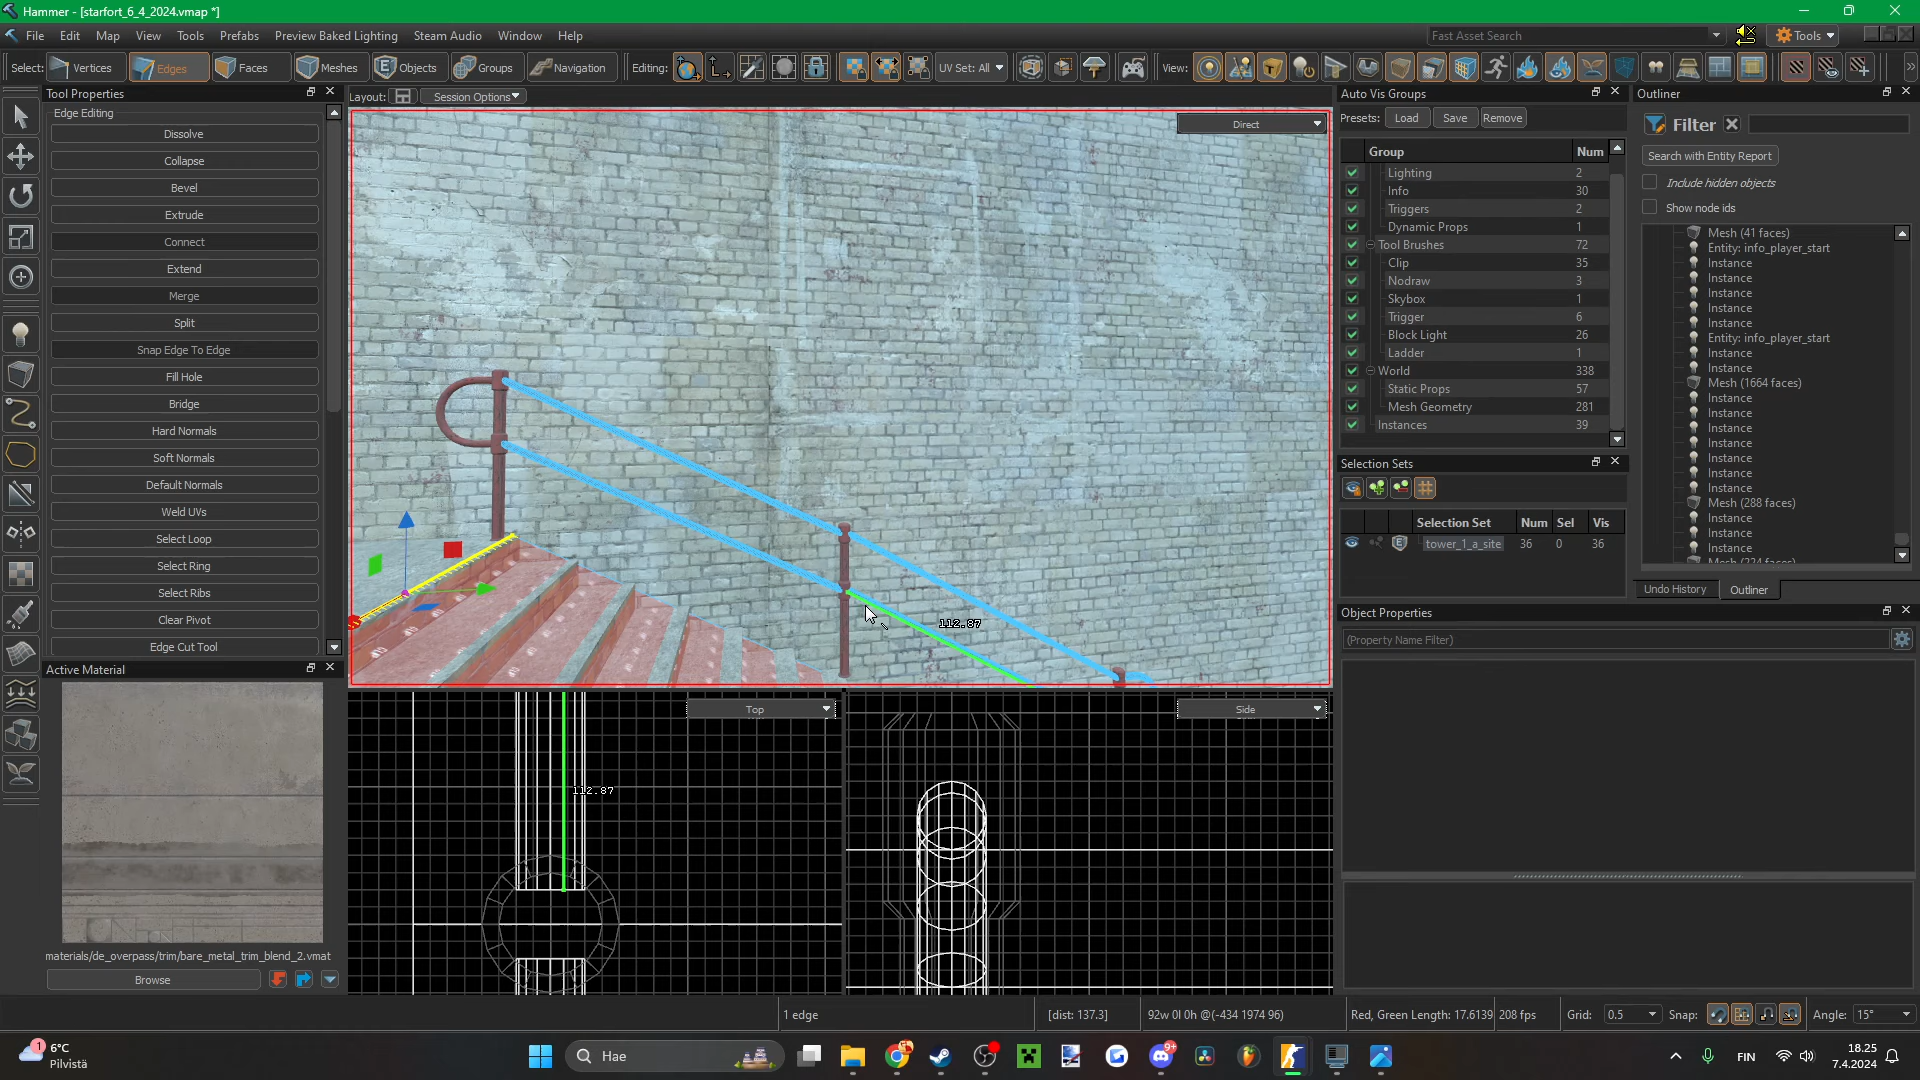 Hammer - [starfort_6_4_2024.vmap *]
File Edit Map View Tools Prefabs Preview Baked Lighting Steam Audio Window Help
Fast Asset Search
Tools
Select: Vertices Edges Faces Meshes Objects Groups Navigation Editing: UV Set: All View:
Tool Properties
Layout: Session Options
Auto Vis Groups
Outliner
Edge Editing
Dissolve
Collapse
Bevel
Extrude
Connect
Extend
Merge
Split
Snap Edge To Edge
Fill Hole
Bridge
Hard Normals
Soft Normals
Default Normals
Weld UVs
Select Loop
Select Ring
Select Ribs
Clear Pivot
Edge Cut Tool
Active Material
materials/de_overpass/trim/bare_metal_trim_blend_2.vmat
Browse
Direct
112.87
Top
112.87
Side
Presets: Load Save Remove
Group Num
Lighting 2
Info 30
Triggers 2
Dynamic Props 1
Tool Brushes 72
Clip 35
Nodraw 3
Skybox 1
Trigger 6
Block Light 26
Ladder 1
World 338
Static Props 57
Mesh Geometry 281
Instances 39
Selection Sets
Selection Set Num Sel Vis
tower_1_a_site 36 0 36
Filter
Search with Entity Report
Include hidden objects
Show node ids
Mesh (41 faces)
Entity: info_player_start
Instance
Instance
Instance
Instance
Instance
Entity: info_player_start
Instance
Instance
Mesh (1664 faces)
Instance
Instance
Instance
Instance
Instance
Instance
Instance
Mesh (288 faces)
Instance
Instance
Instance
Mesh (224 faces)
Undo History Outliner
Object Properties
(Property Name Filter)
1 edge
[dist: 137.3]
92w 0l 0h @(-434 1974 96)
Red, Green Length: 17.6139
208 fps
Grid: 0.5
Snap:
Angle: 15°
1
6°C
Pilvistä
Hae
9+
FIN
18.25
7.4.2024